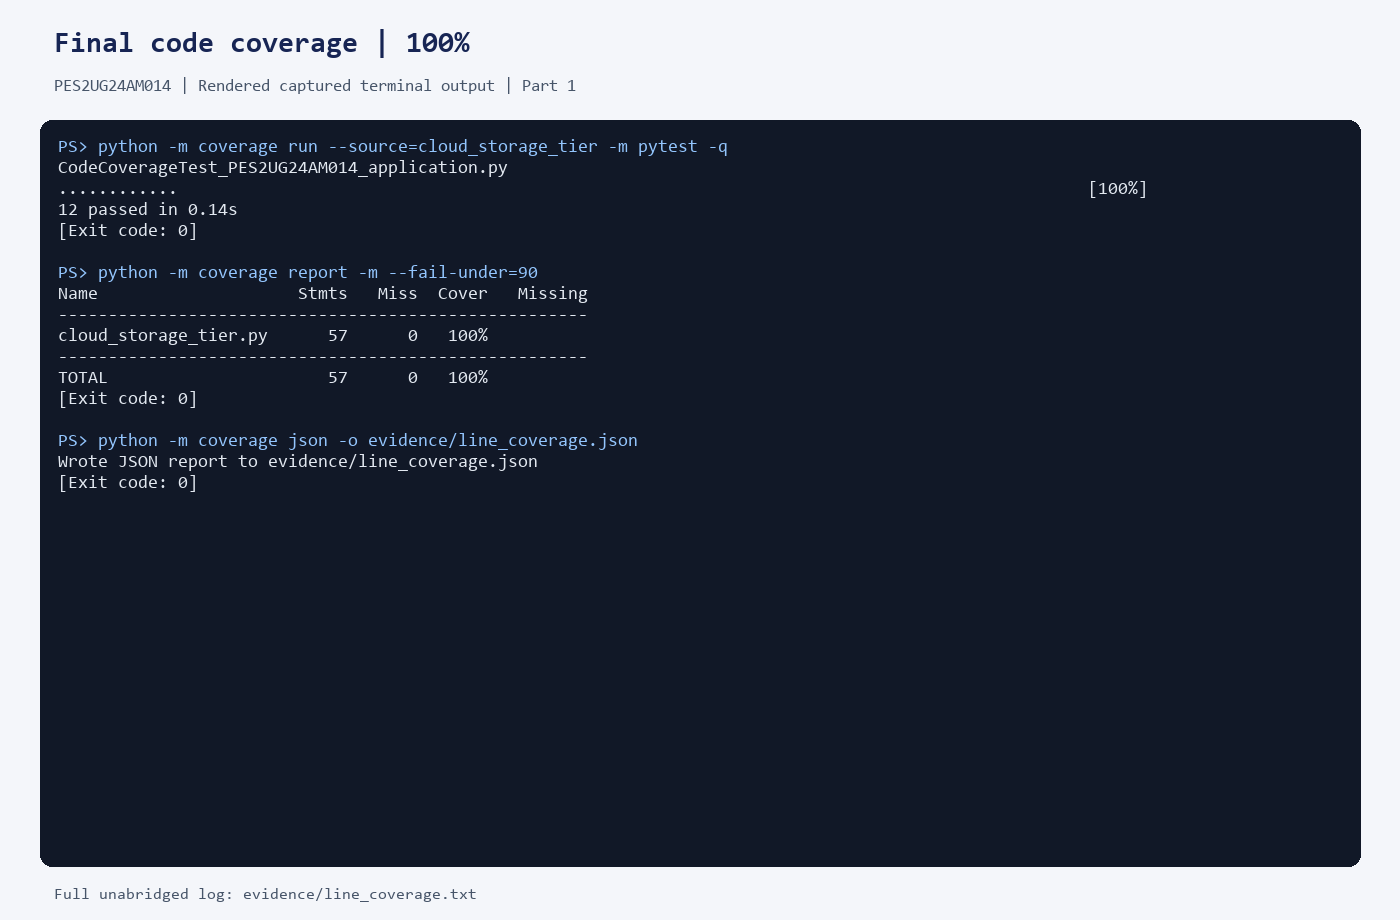 Final code coverage | 100%
PES2UG24AM014 | Rendered captured terminal output | Part 1
PS> python -m coverage run --source=cloud_storage_tier -m pytest -q
CodeCoverageTest_PES2UG24AM014_application.py
............ [100%]
12 passed in 0.14s
[Exit code: 0]
PS> python -m coverage report -m --fail-under=90
Name Stmts Miss Cover Missing
-----------------------------------------------------
cloud_storage_tier.py 57 0 100%
-----------------------------------------------------
TOTAL 57 0 100%
[Exit code: 0]
PS> python -m coverage json -o evidence/line_coverage.json
Wrote JSON report to evidence/line_coverage.json
[Exit code: 0]
Full unabridged log: evidence/line_coverage.txt